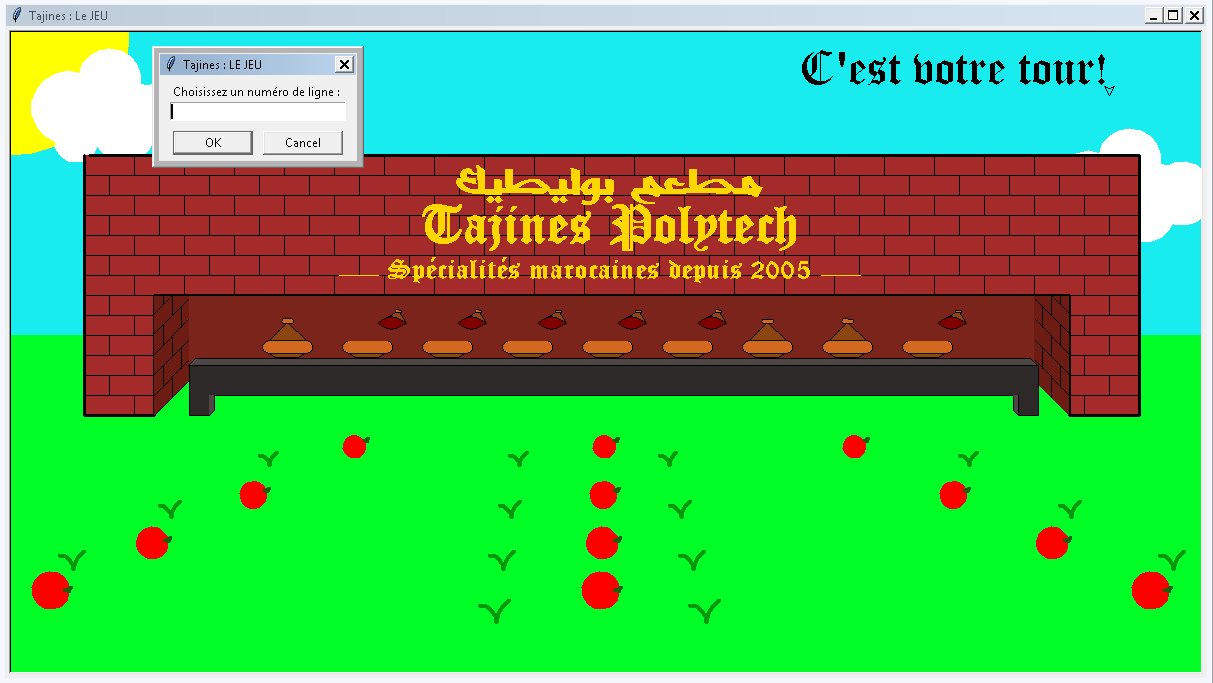 Tajines : Le JEU
C'est votre tour!
Tajines : LE JEU
Choisissez un numéro de ligne :
OK
Cancel
مطعم بوليطيك
Tajines Polytech
Spécialités marocaines depuis 2005